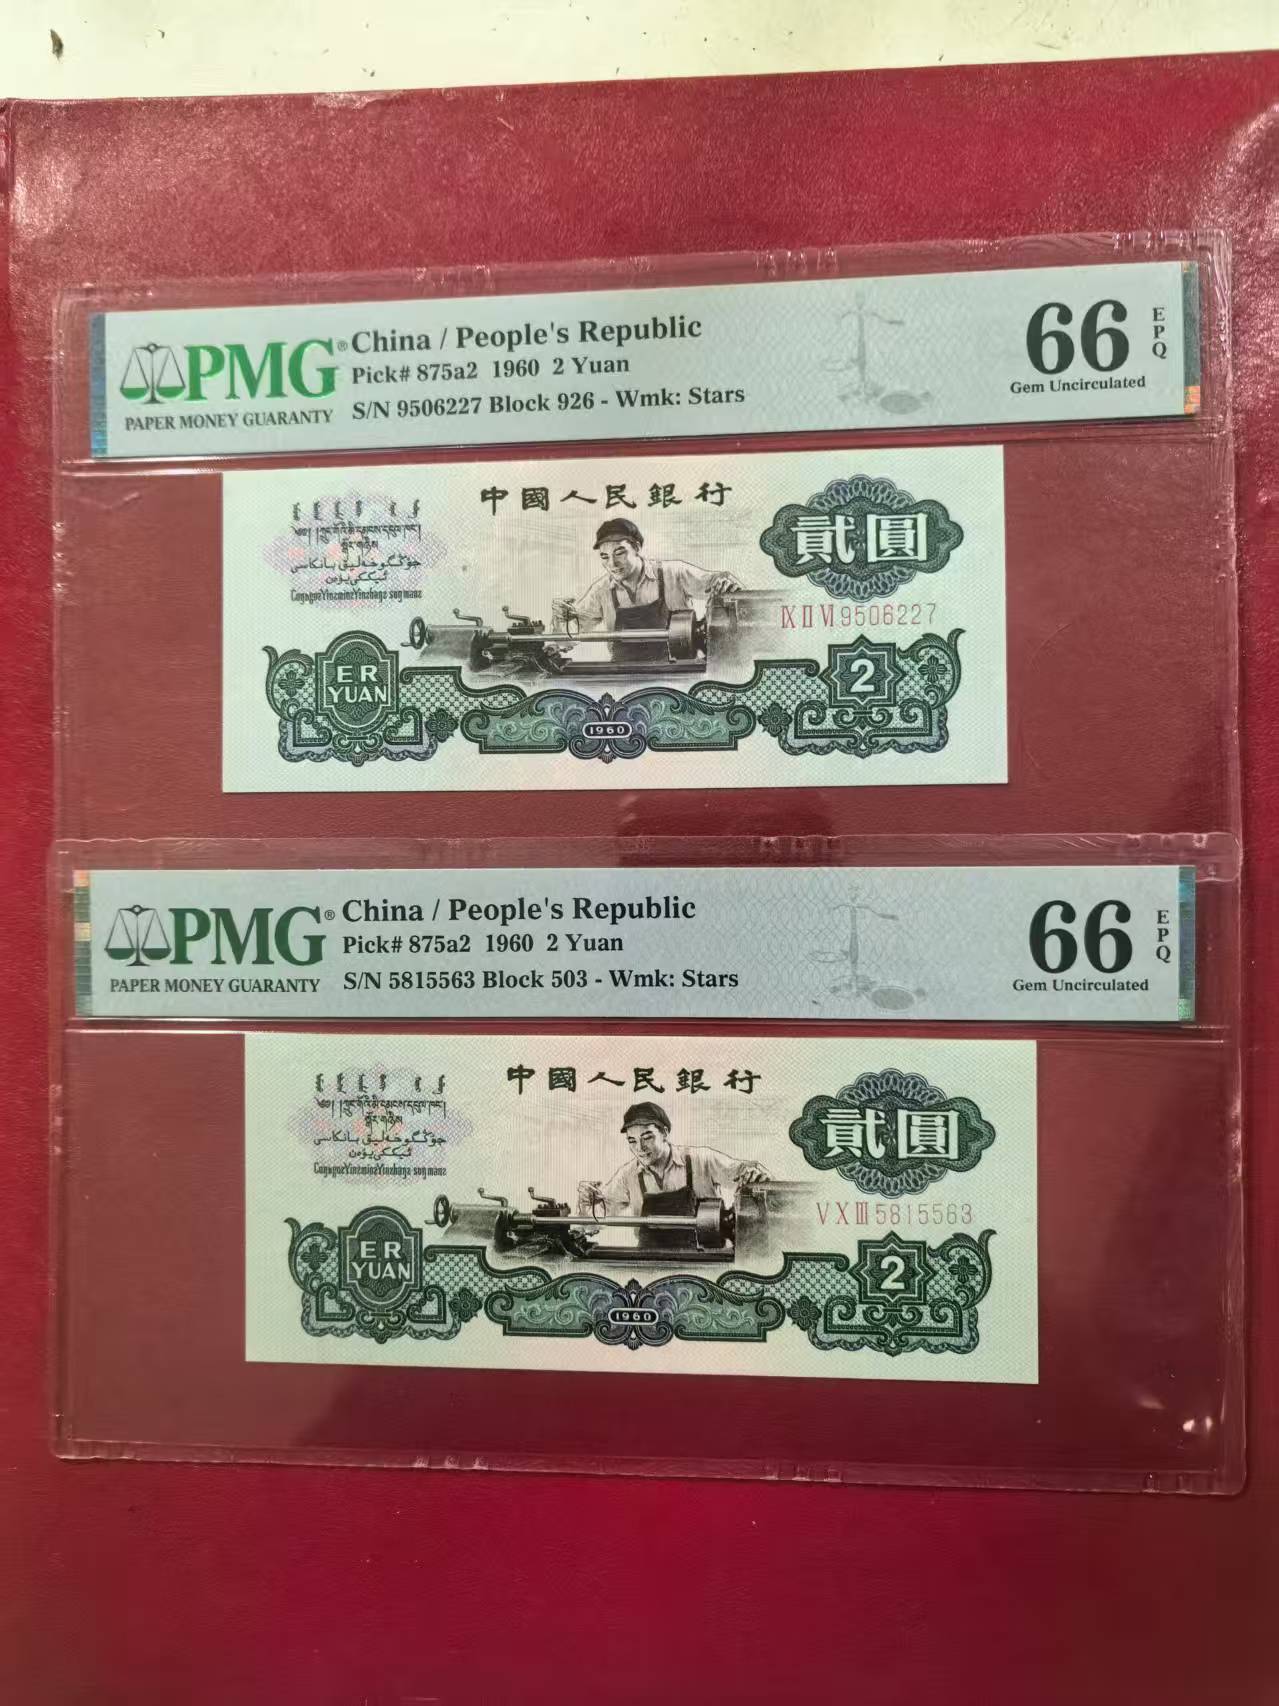 PMG® China / People's Republic
Pick# 875a2 1960 2 Yuan
PAPER MONEY GUARANTY S/N 9506227 Block 926 - Wmk: Stars
66 EPQ
Gem Uncirculated
中國人民銀行
貳圓
ⅨⅡⅥ9506227
ER
YUAN
2
1960
PMG® China / People's Republic
Pick# 875a2 1960 2 Yuan
PAPER MONEY GUARANTY S/N 5815563 Block 503 - Wmk: Stars
66 EPQ
Gem Uncirculated
中國人民銀行
貳圓
ⅤⅩⅢ5815563
ER
YUAN
2
1960